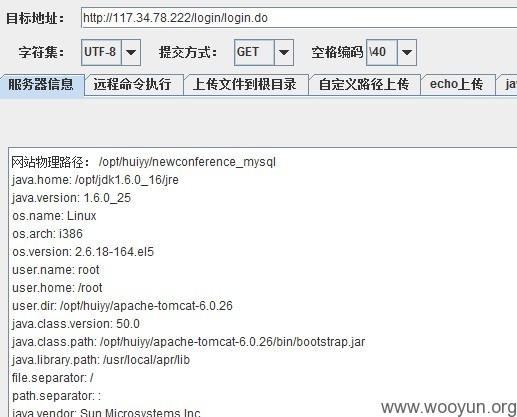 目标地址: http://117.34.78.222/login/login.do
字符集: UTF-8 提交方式: GET 空格编码 \40
服务器信息 远程命令执行 上传文件到根目录 自定义路径上传 echo上传 ja
网站物理路径: /opt/huiyy/newconference_mysql
java.home: /opt/jdk1.6.0_16/jre
java.version: 1.6.0_25
os.name: Linux
os.arch: i386
os.version: 2.6.18-164.el5
user.name: root
user.home: /root
user.dir: /opt/huiyy/apache-tomcat-6.0.26
java.class.version: 50.0
java.class.path: /opt/huiyy/apache-tomcat-6.0.26/bin/bootstrap.jar
java.library.path: /usr/local/apr/lib
file.separator: /
path.separator: :
java.vendor: Sun Microsystems Inc
www.wooyun.org